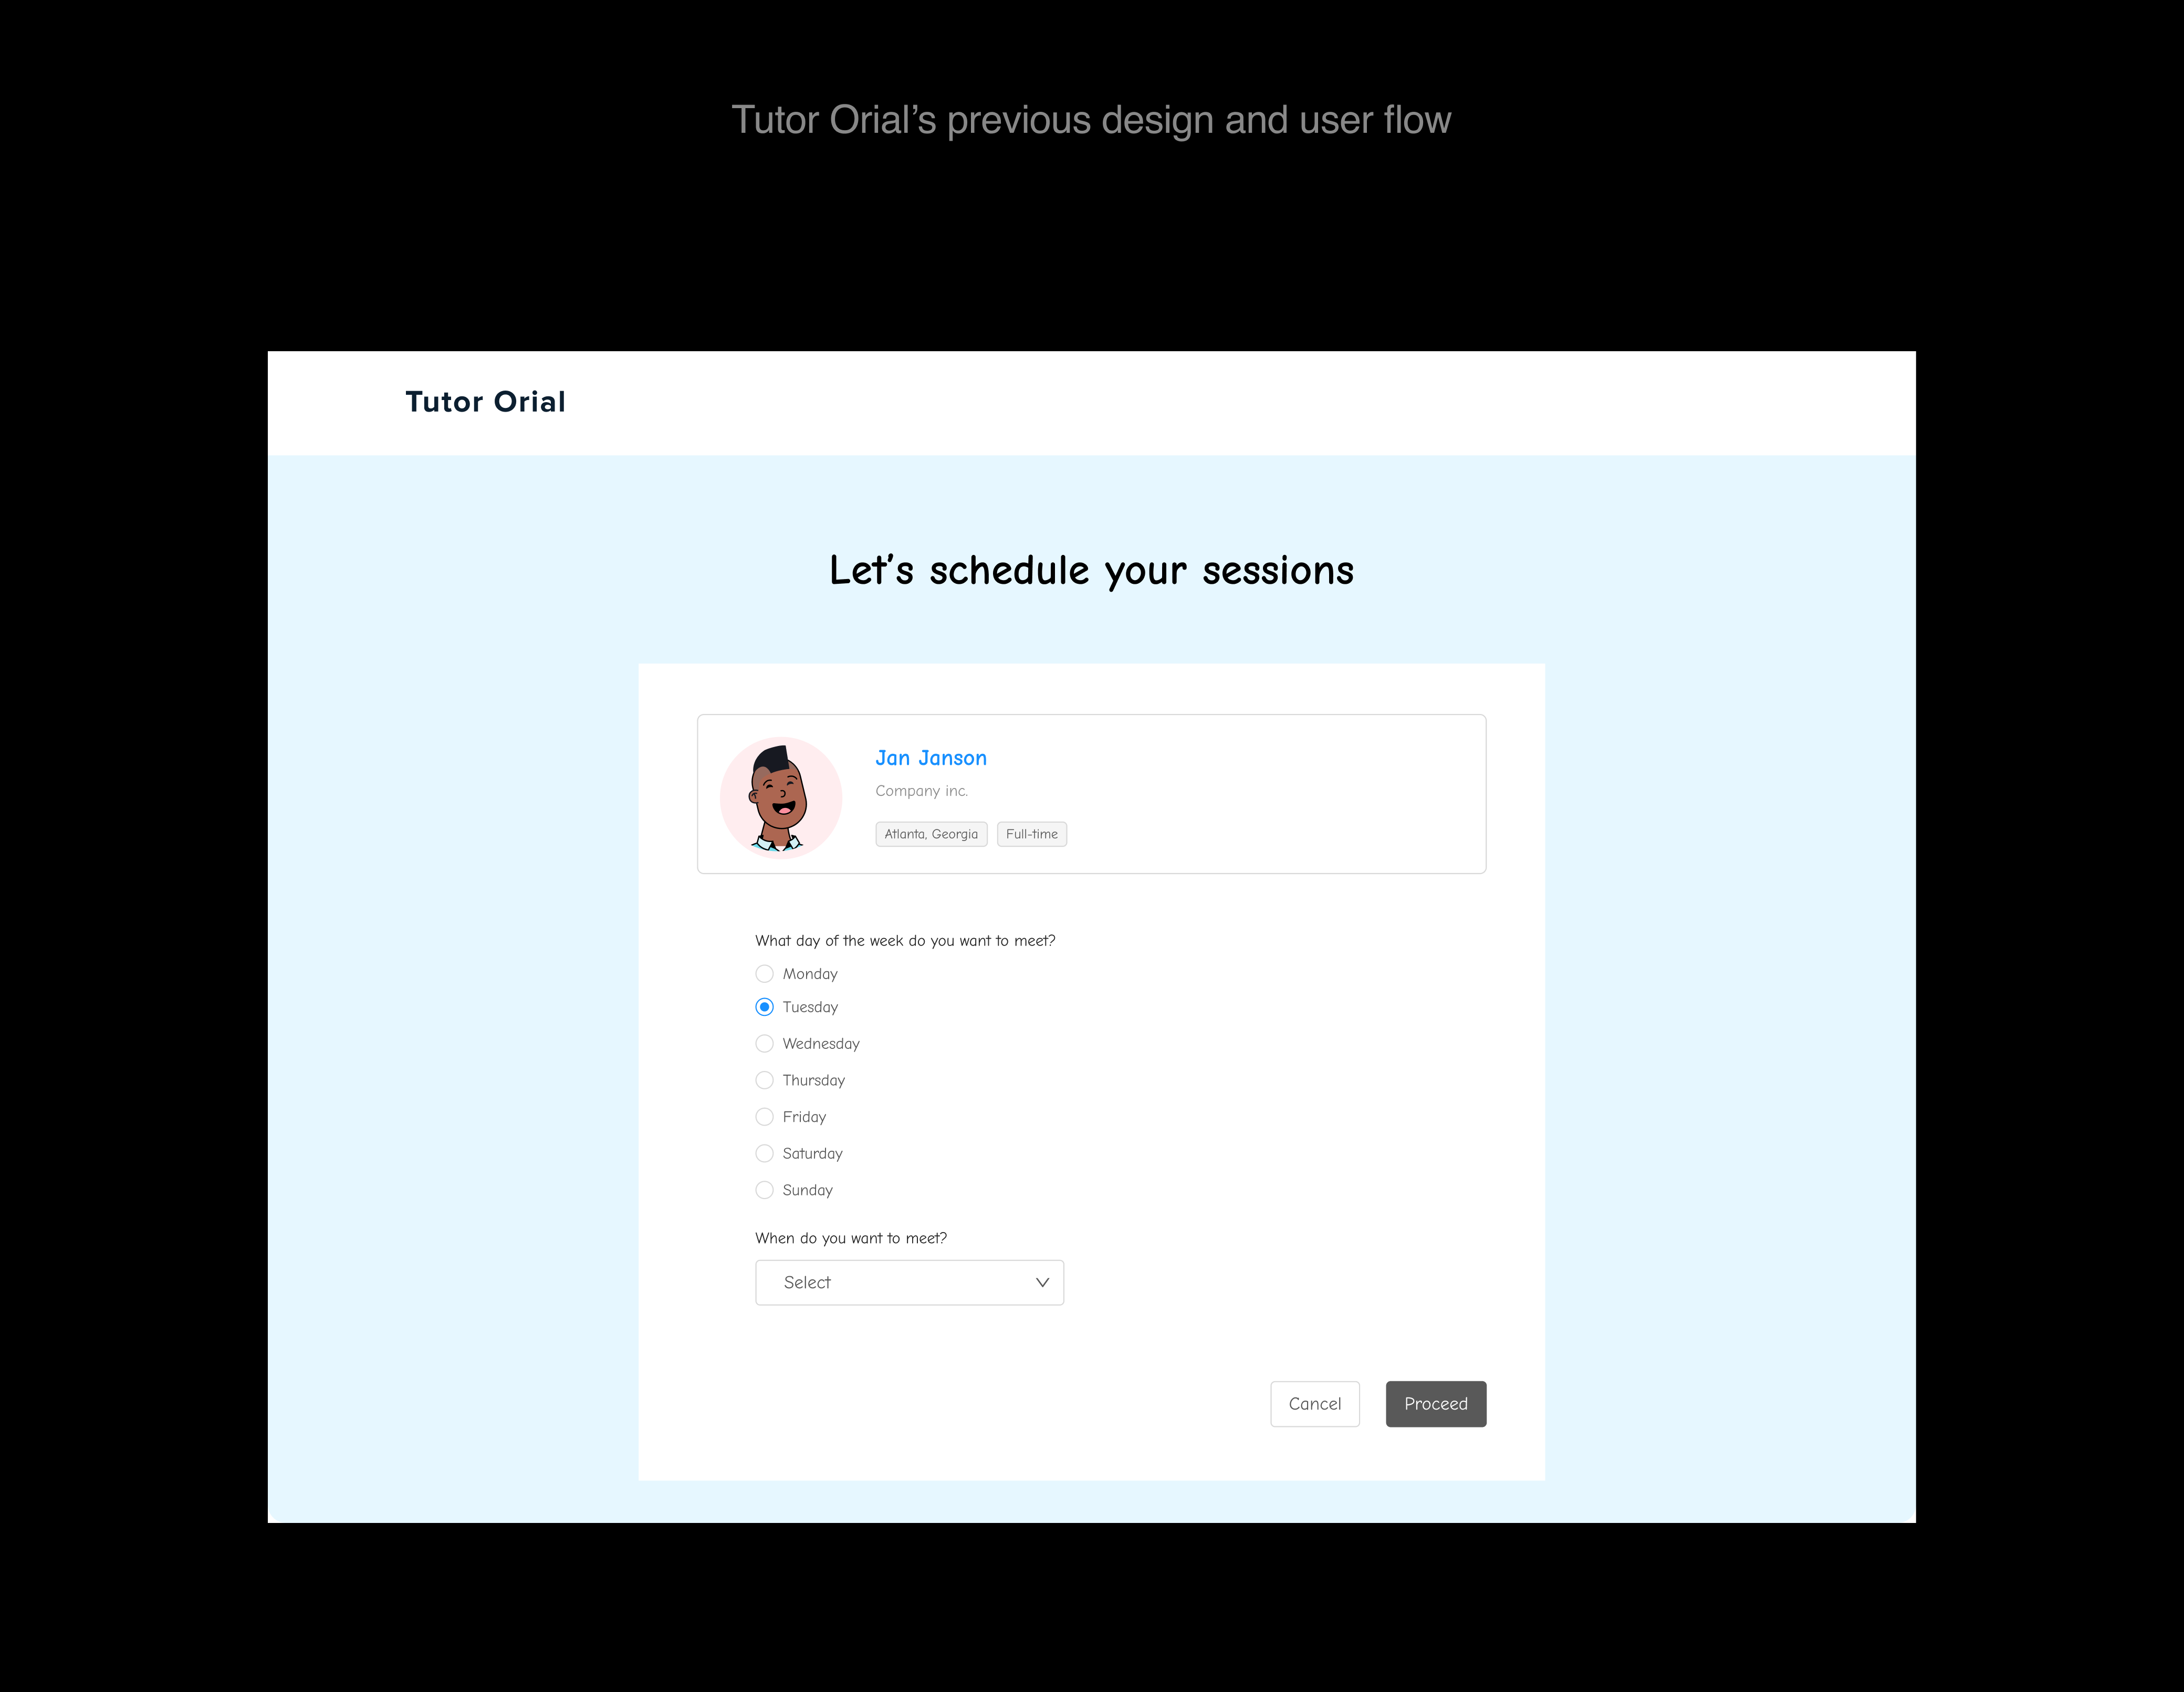 Tutor Orial’s previous design and user flow
Tutor Orial
Let’s schedule your sessions
Jan Janson
Company inc.
Atlanta, Georgia
Full-time
What day of the week do you want to meet?
Monday
Tuesday
Wednesday
Thursday
Friday
Saturday
Sunday
When do you want to meet?
Select
Cancel
Proceed